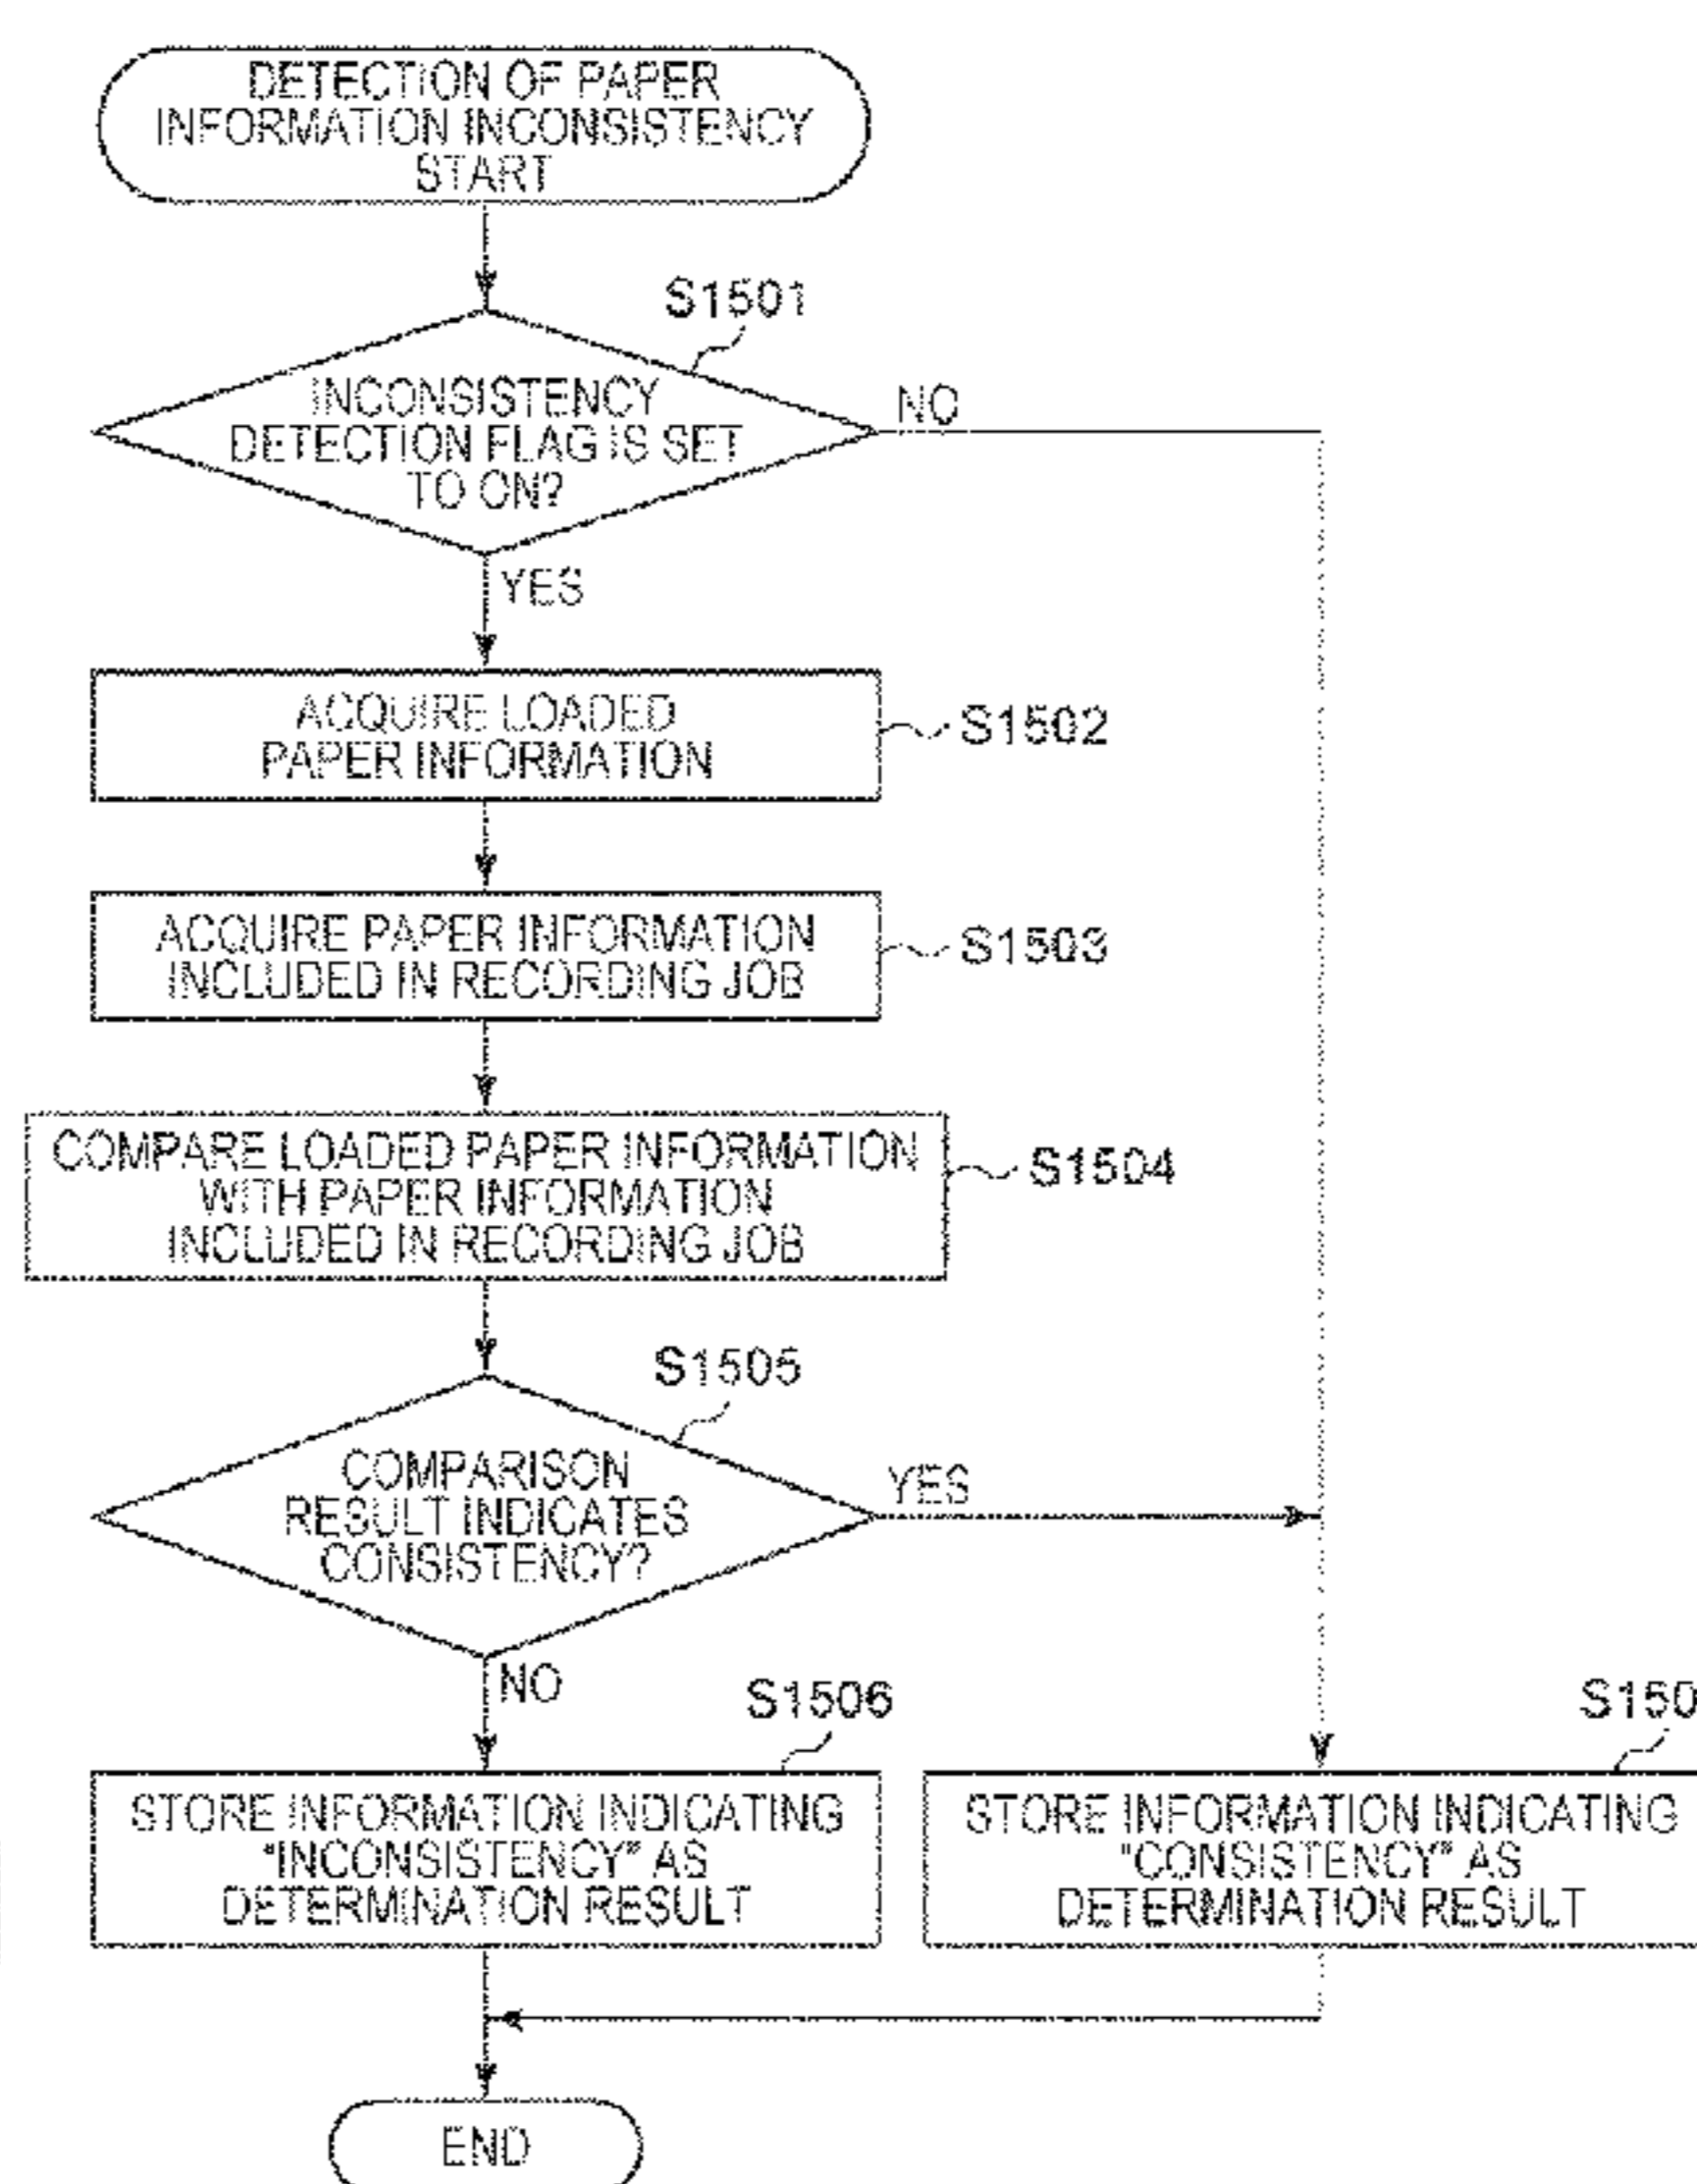 DETECTION OF PAPER
INFORMATION INCONSISTENCY
START
S1501
INCONSISTENCY
DETECTION FLAG IS SET
TO ON?
NO
YES
ACQUIRE LOADED
PAPER INFORMATION
S1502
ACQUIRE PAPER INFORMATION
INCLUDED IN RECORDING JOB
S1503
COMPARE LOADED PAPER INFORMATION
WITH PAPER INFORMATION
INCLUDED IN RECORDING JOB
S1504
S1505
COMPARISON
RESULT INDICATES
CONSISTENCY?
YES
NO
S1506
STORE INFORMATION INDICATING
"INCONSISTENCY" AS
DETERMINATION RESULT
S150
STORE INFORMATION INDICATING
"CONSISTENCY" AS
DETERMINATION RESULT
END